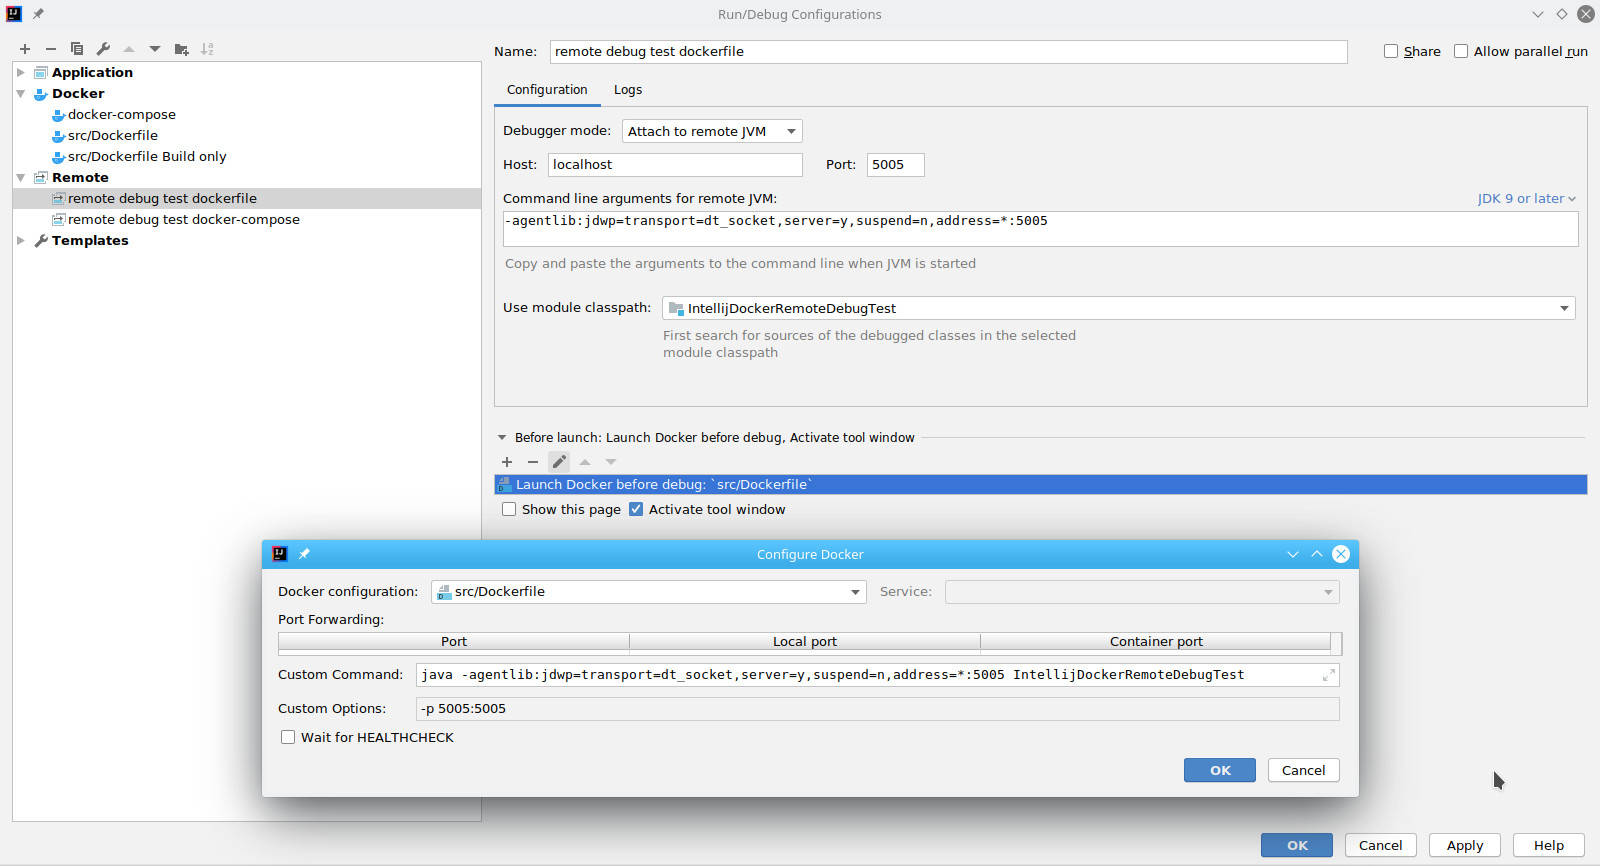 Run/Debug Configurations
Name: remote debug test dockerfile Share Allow parallel run
Application
Docker
docker-compose
src/Dockerfile
src/Dockerfile Build only
Remote
remote debug test dockerfile
remote debug test docker-compose
Templates
Configuration Logs
Debugger mode: Attach to remote JVM
Host: localhost Port: 5005
Command line arguments for remote JVM: JDK 9 or later
-agentlib:jdwp=transport=dt_socket,server=y,suspend=n,address=*:5005
Copy and paste the arguments to the command line when JVM is started
Use module classpath: IntellijDockerRemoteDebugTest
First search for sources of the debugged classes in the selected
module classpath
Before launch: Launch Docker before debug, Activate tool window
Launch Docker before debug: `src/Dockerfile`
Show this page Activate tool window
Configure Docker
Docker configuration: src/Dockerfile Service:
Port Forwarding:
Port Local port Container port
Custom Command: java -agentlib:jdwp=transport=dt_socket,server=y,suspend=n,address=*:5005 IntellijDockerRemoteDebugTest
Custom Options: -p 5005:5005
Wait for HEALTHCHECK
OK Cancel
OK Cancel Apply Help